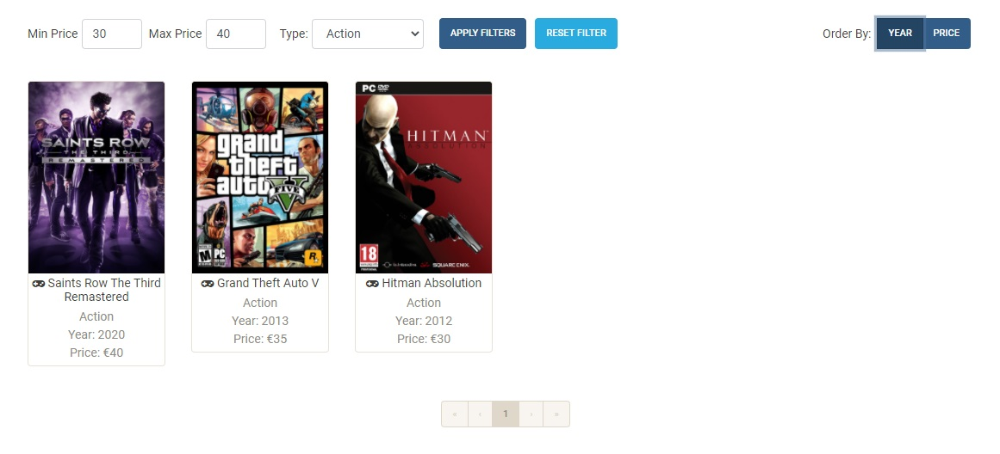 Min Price 30 Max Price 40 Type: Action APPLY FILTERS RESET FILTER Order By: YEAR PRICE
SAINTS ROW
THE THIRD
REMASTERED
grand
theft
auto
V
FIVE
M PC
R
PC DVD
HITMAN
ABSOLUTION
18
SQUARE ENIX
Saints Row The Third
Remastered
Action
Year: 2020
Price: €40
Grand Theft Auto V
Action
Year: 2013
Price: €35
Hitman Absolution
Action
Year: 2012
Price: €30
« ‹ 1 › »